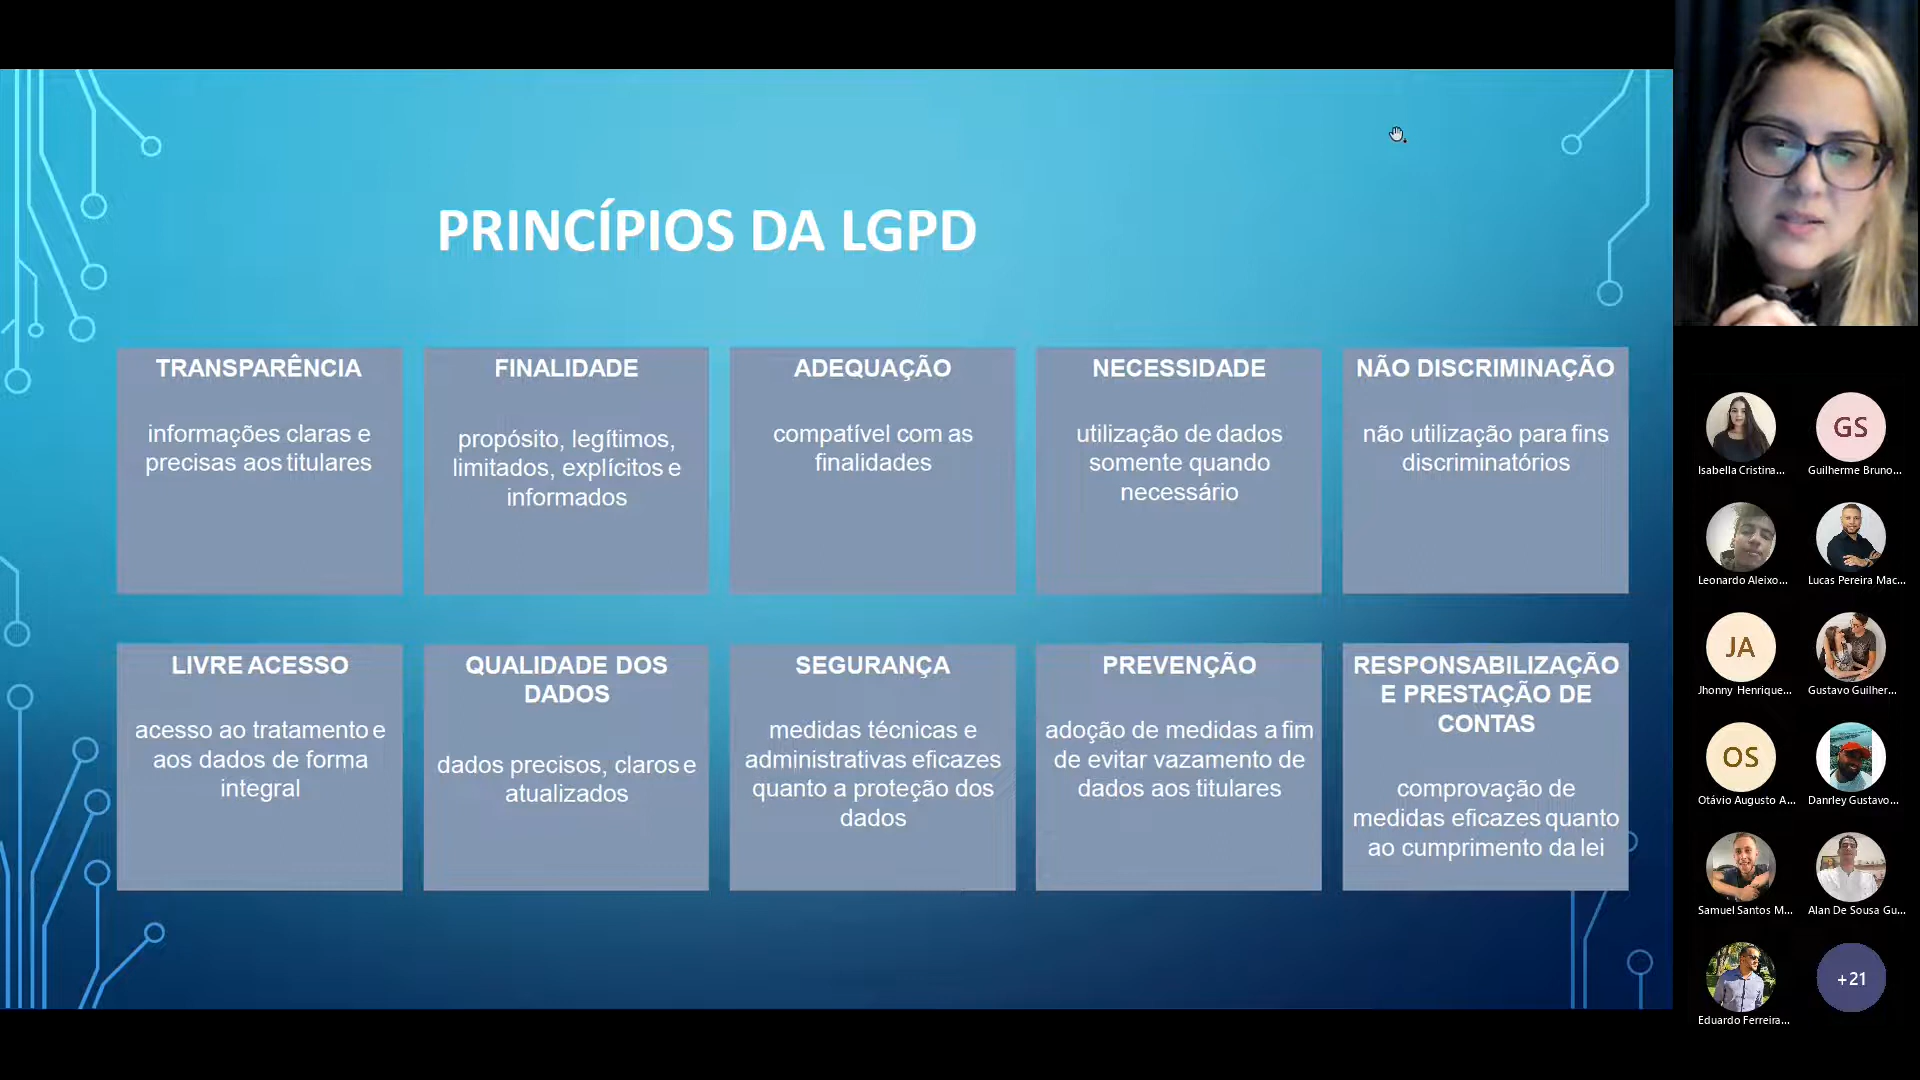 PRINCÍPIOS DA LGPD
TRANSPARÊNCIA
informações claras e
precisas aos titulares
FINALIDADE
propósito, legítimos,
limitados, explícitos e
informados
ADEQUAÇÃO
compatível com as
finalidades
NECESSIDADE
utilização de dados
somente quando
necessário
NÃO DISCRIMINAÇÃO
não utilização para fins
discriminatórios
LIVRE ACESSO
acesso ao tratamento e
aos dados de forma
integral
QUALIDADE DOS
DADOS
dados precisos, claros e
atualizados
SEGURANÇA
medidas técnicas e
administrativas eficazes
quanto a proteção dos
dados
PREVENÇÃO
adoção de medidas a fim
de evitar vazamento de
dados aos titulares
RESPONSABILIZAÇÃO
E PRESTAÇÃO DE
CONTAS
comprovação de
medidas eficazes quanto
ao cumprimento da lei
Isabella Cristina...
GS
Guilherme Bruno...
Leonardo Aleixo...
Lucas Pereira Mac...
JA
Jhonny Henrique...
Gustavo Guilher...
OS
Otávio Augusto A...
Danrley Gustavo...
Samuel Santos M...
Alan De Sousa Gu...
Eduardo Ferreira...
+21